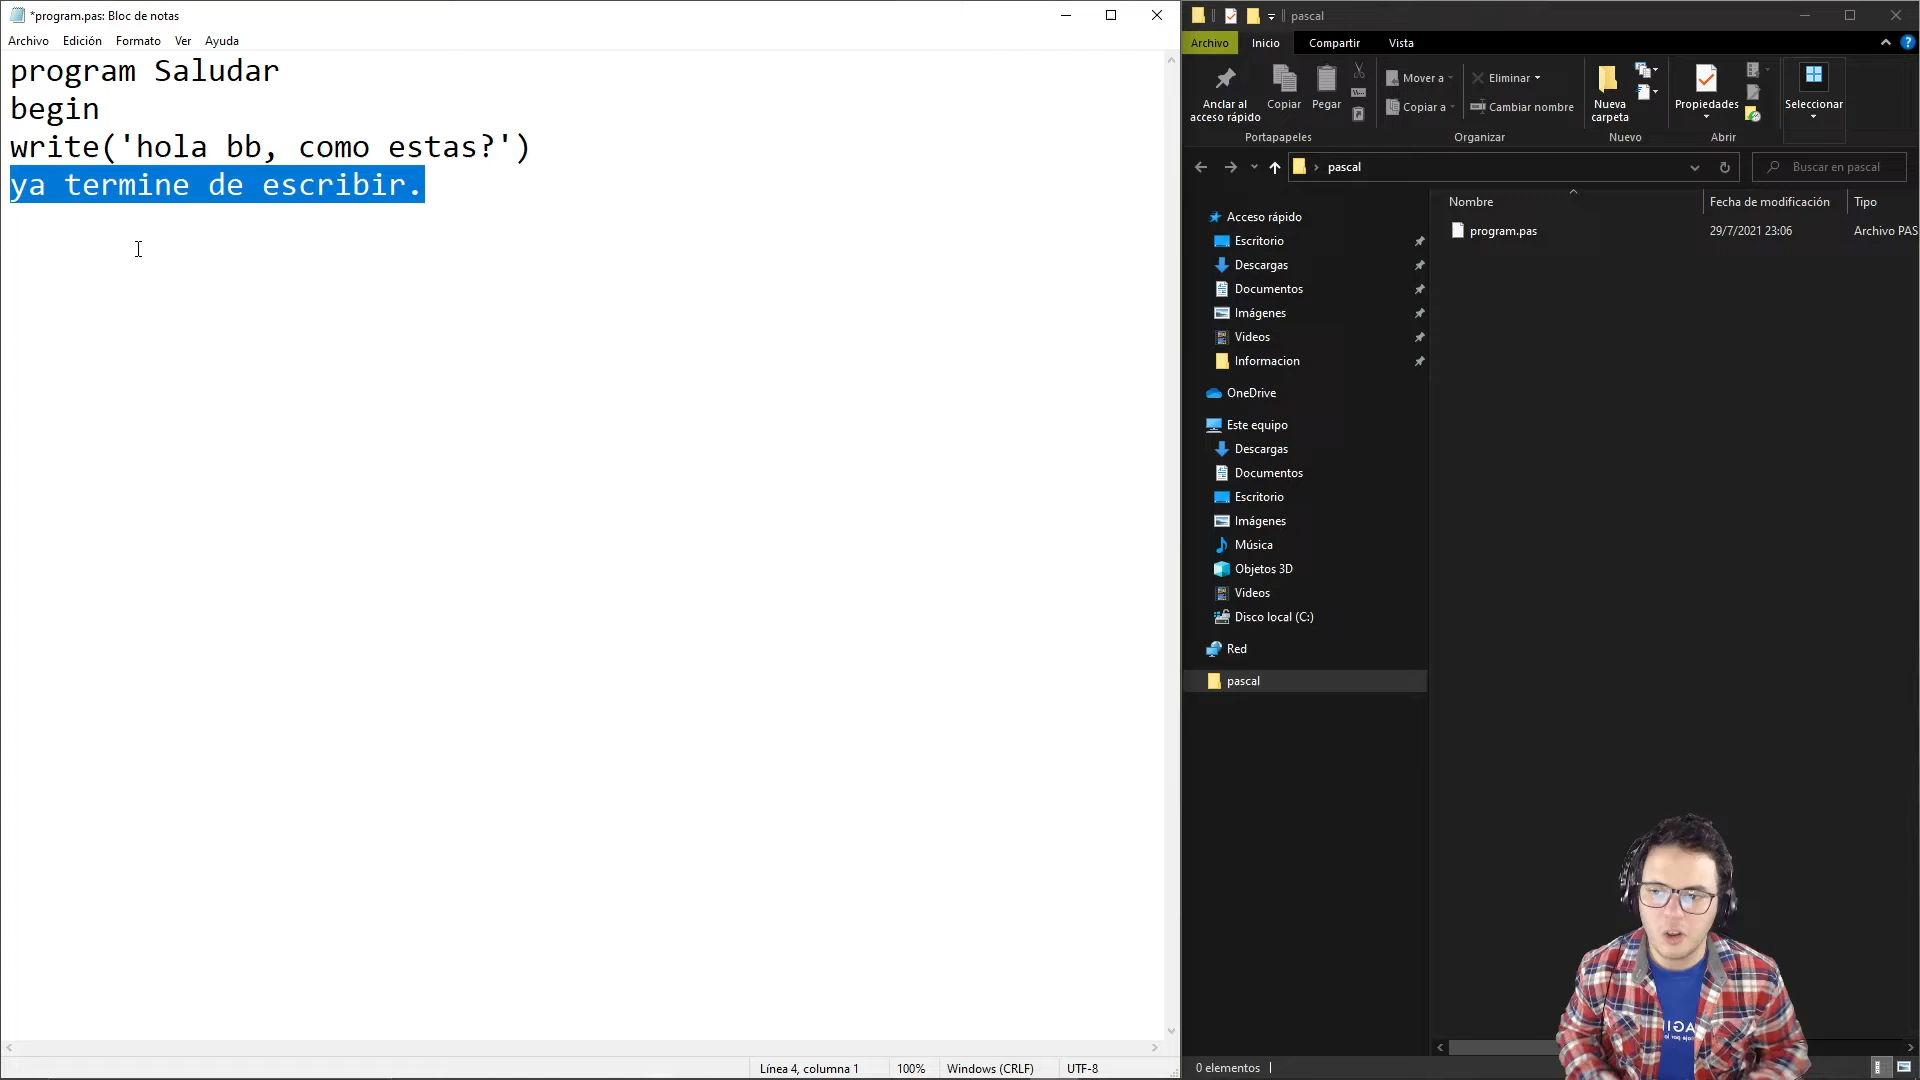 *program.pas: Bloc de notas
Archivo Edición Formato Ver Ayuda
program Saludar
begin
write('hola bb, como estas?')
ya termine de escribir.
Línea 4, columna 1 100% Windows (CRLF) UTF-8
pascal
Archivo Inicio Compartir Vista
Anclar al acceso rápido
Copiar
Pegar
Mover a
Copiar a
Eliminar
Cambiar nombre
Nueva carpeta
Propiedades
Seleccionar
Portapapeles Organizar Nuevo Abrir
pascal
Buscar en pascal
Nombre Fecha de modificación Tipo
program.pas 29/7/2021 23:06 Archivo PAS
Acceso rápido
Escritorio
Descargas
Documentos
Imágenes
Videos
Informacion
OneDrive
Este equipo
Descargas
Documentos
Escritorio
Imágenes
Música
Objetos 3D
Videos
Disco local (C:)
Red
pascal
0 elementos